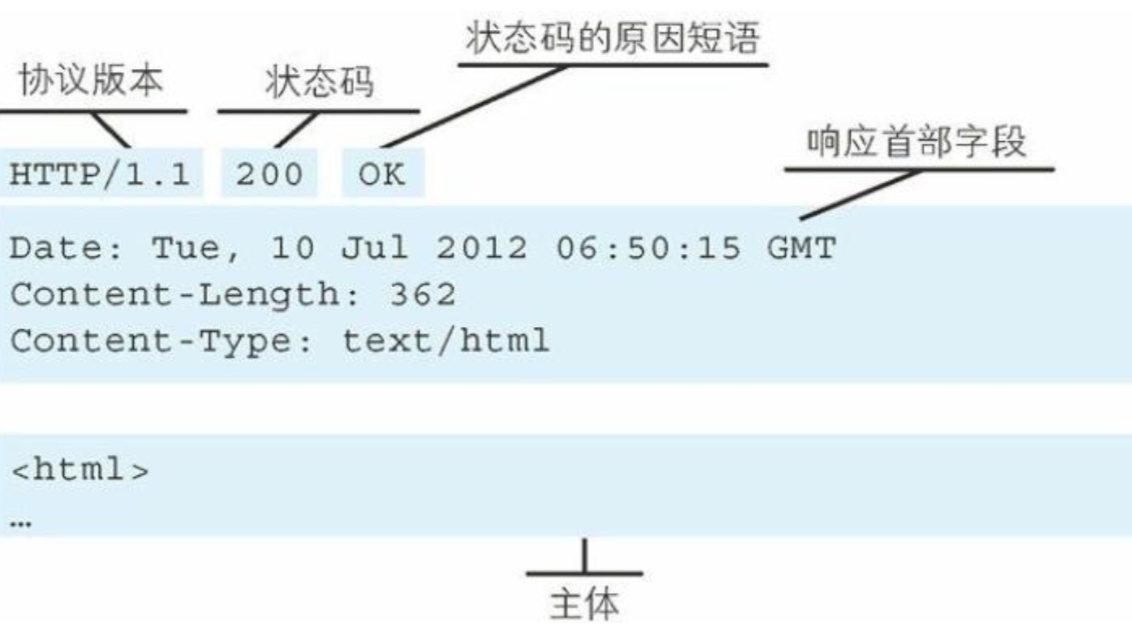 状态码的原因短语
协议版本 状态码
响应首部字段
HTTP/1.1 200 OK
Date: Tue, 10 Jul 2012 06:50:15 GMT
Content-Length: 362
Content-Type: text/html
<html>
…
主体